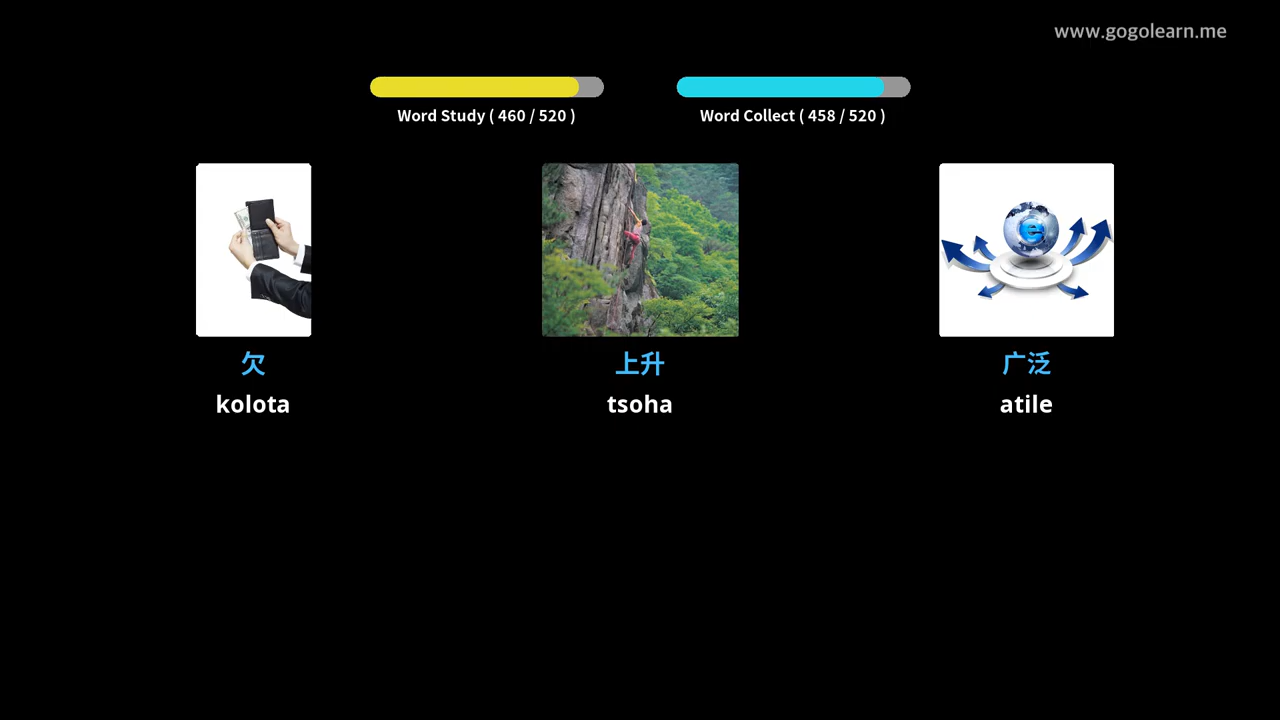 www.gogolearn.me
Word Study ( 460 / 520 )
Word Collect ( 458 / 520 )
欠
上升
广泛
kolota
tsoha
atile